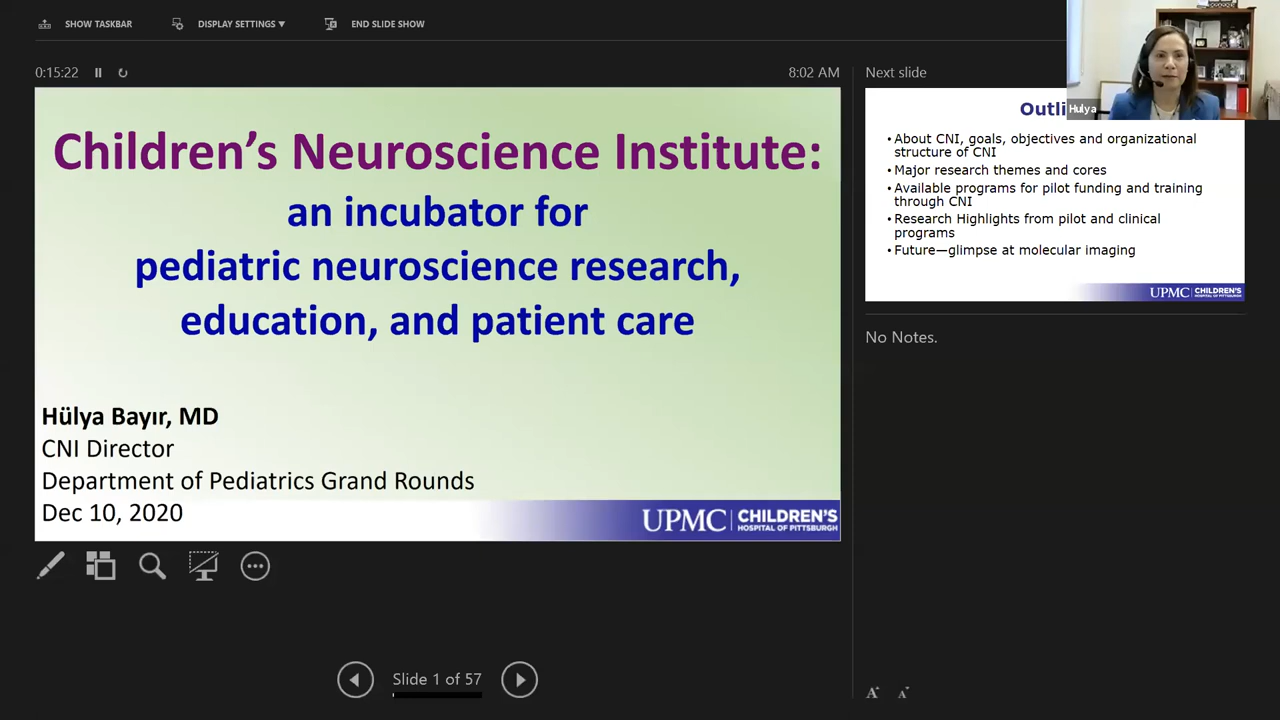 SHOW TASKBAR
DISPLAY SETTINGS ▼
END SLIDE SHOW
0:15:22
8:02 AM
Children's Neuroscience Institute:
an incubator for
pediatric neuroscience research,
education, and patient care
Hülya Bayır, MD
CNI Director
Department of Pediatrics Grand Rounds
Dec 10, 2020
UPMC | CHILDREN'S
HOSPITAL OF PITTSBURGH
Slide 1 of 57
Next slide
Hulya
• About CNI, goals, objectives and organizational
structure of CNI
• Major research themes and cores
• Available programs for pilot funding and training
through CNI
• Research Highlights from pilot and clinical
programs
• Future—glimpse at molecular imaging
UPMC | CHILDREN'S
HOSPITAL OF PITTSBURGH
No Notes.
A A